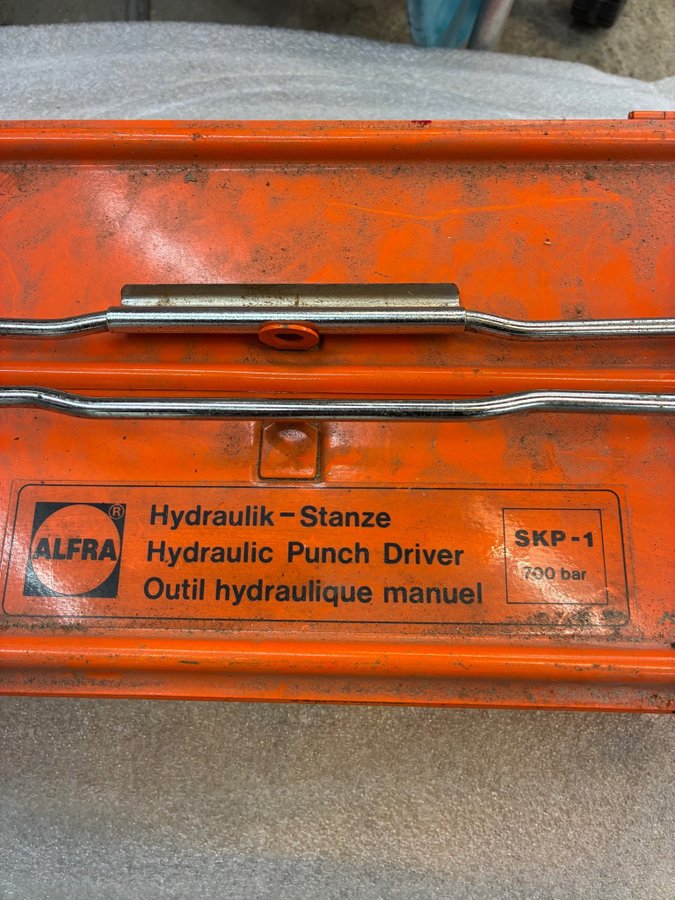 ALFRA®
Hydraulik-Stanze
Hydraulic Punch Driver
Outil hydraulique manuel
SKP-1
700 bar